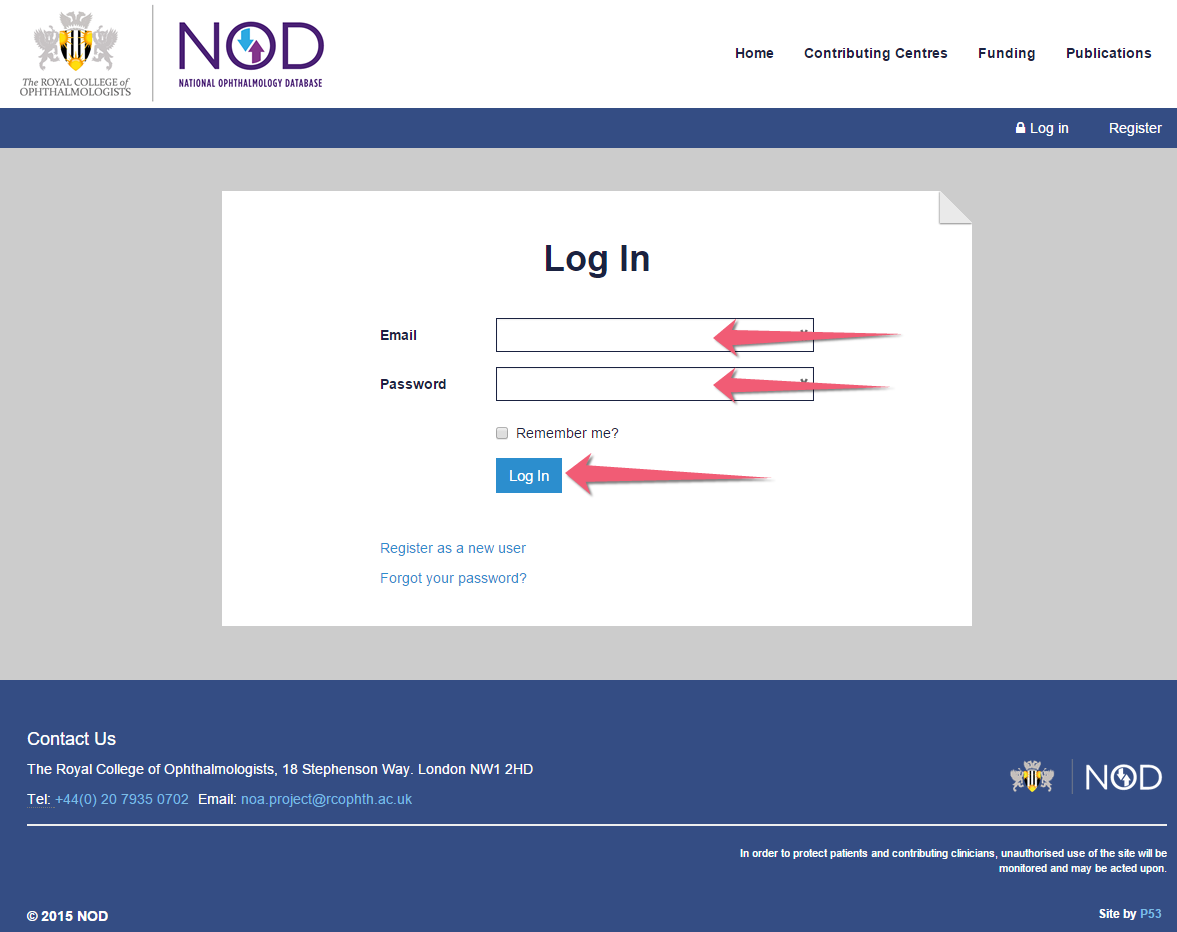 The ROYAL COLLEGE of
OPHTHALMOLOGISTS
NOD
NATIONAL OPHTHALMOLOGY DATABASE
Home Contributing Centres Funding Publications
Log in Register
Log In
Email
Password
Remember me?
Log In
Register as a new user
Forgot your password?
Contact Us
The Royal College of Ophthalmologists, 18 Stephenson Way. London NW1 2HD
Tel: +44(0) 20 7935 0702 Email: noa.project@rcophth.ac.uk
NOD
In order to protect patients and contributing clinicians, unauthorised use of the site will be
monitored and may be acted upon.
© 2015 NOD
Site by P53